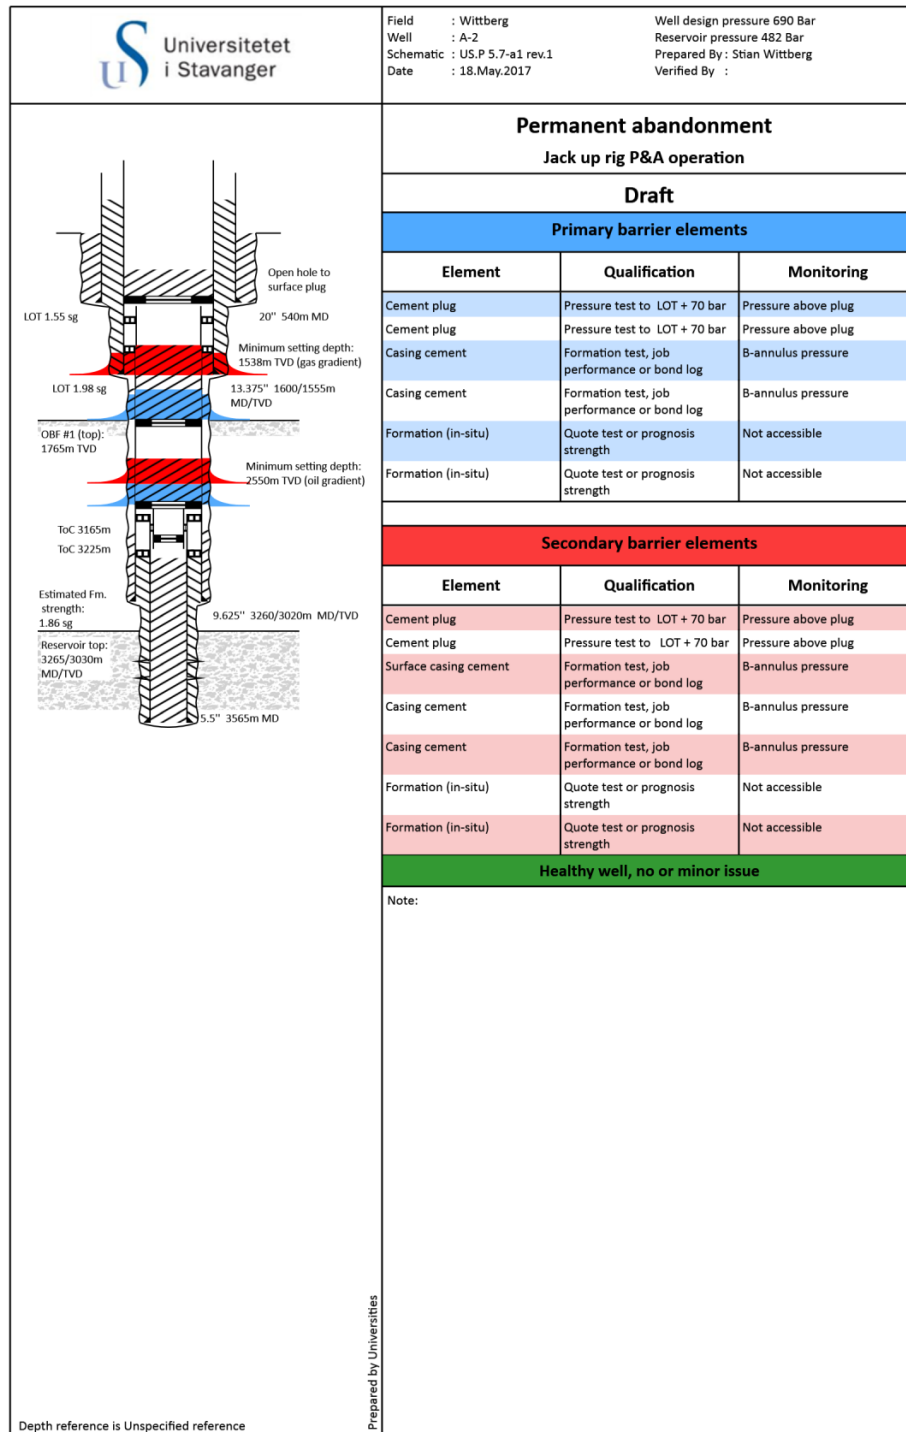 US
Universitetet
i Stavanger
Field : Wittberg
Well : A-2
Schematic : US.P 5.7-a1 rev.1
Date : 18.May.2017
Well design pressure 690 Bar
Reservoir pressure 482 Bar
Prepared By : Stian Wittberg
Verified By :
Permanent abandonment
Jack up rig P&A operation
Draft
Primary barrier elements
Element Qualification Monitoring
Cement plug Pressure test to LOT + 70 bar Pressure above plug
Cement plug Pressure test to LOT + 70 bar Pressure above plug
Casing cement Formation test, job B-annulus pressure
performance or bond log
Casing cement Formation test, job B-annulus pressure
performance or bond log
Formation (in-situ) Quote test or prognosis Not accessible
strength
Formation (in-situ) Quote test or prognosis Not accessible
strength
Secondary barrier elements
Element Qualification Monitoring
Cement plug Pressure test to LOT + 70 bar Pressure above plug
Cement plug Pressure test to LOT + 70 bar Pressure above plug
Surface casing cement Formation test, job B-annulus pressure
performance or bond log
Casing cement Formation test, job B-annulus pressure
performance or bond log
Casing cement Formation test, job B-annulus pressure
performance or bond log
Formation (in-situ) Quote test or prognosis Not accessible
strength
Formation (in-situ) Quote test or prognosis Not accessible
strength
Healthy well, no or minor issue
Note:
Open hole to
surface plug
LOT 1.55 sg
20" 540m MD
Minimum setting depth:
1538m TVD (gas gradient)
LOT 1.98 sg
13.375" 1600/1555m
MD/TVD
OBF #1 (top):
1765m TVD
Minimum setting depth:
2550m TVD (oil gradient)
ToC 3165m
ToC 3225m
Estimated Fm.
strength:
1.86 sg
9.625" 3260/3020m MD/TVD
Reservoir top:
3265/3030m
MD/TVD
5.5" 3565m MD
Prepared by Universities
Depth reference is Unspecified reference